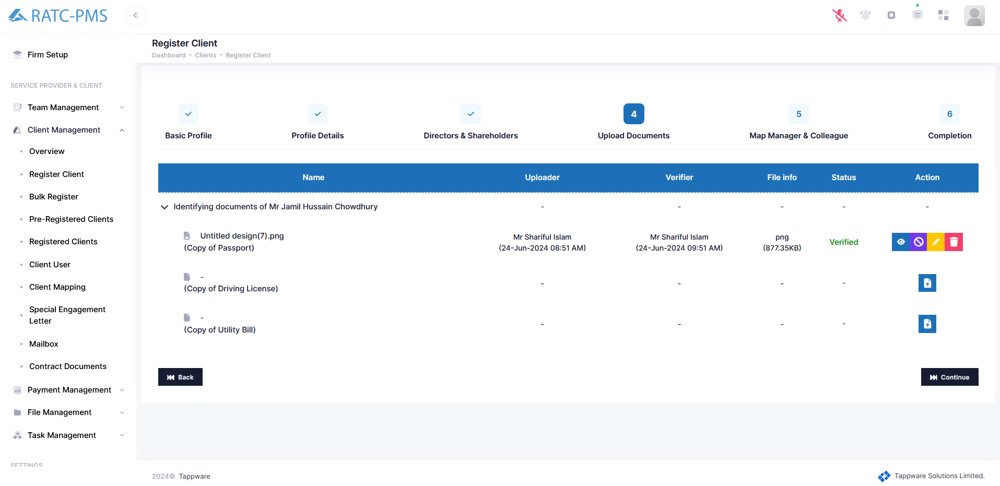 RATC-PMS
Firm Setup
SERVICE PROVIDER & CLIENT
Team Management
Client Management
Overview
Register Client
Bulk Register
Pre-Registered Clients
Registered Clients
Client User
Client Mapping
Special Engagement
Letter
Mailbox
Contract Documents
Payment Management
File Management
Task Management
SETTINGS
Register Client
Dashboard - Clients - Register Client
4 5 6
Basic Profile Profile Details Directors & Shareholders Upload Documents Map Manager & Colleague Completion
Name Uploader Verifier File info Status Action
Identifying documents of Mr Jamil Hussain Chowdhury - - - - -
Untitled design(7).png Mr Shariful Islam Mr Shariful Islam png Verified
(Copy of Passport) (24-Jun-2024 08:51 AM) (24-Jun-2024 09:51 AM) (877.35KB)
- - - - -
(Copy of Driving License)
- - - - -
(Copy of Utility Bill)
Back Continue
2024© Tappware Tappware Solutions Limited.